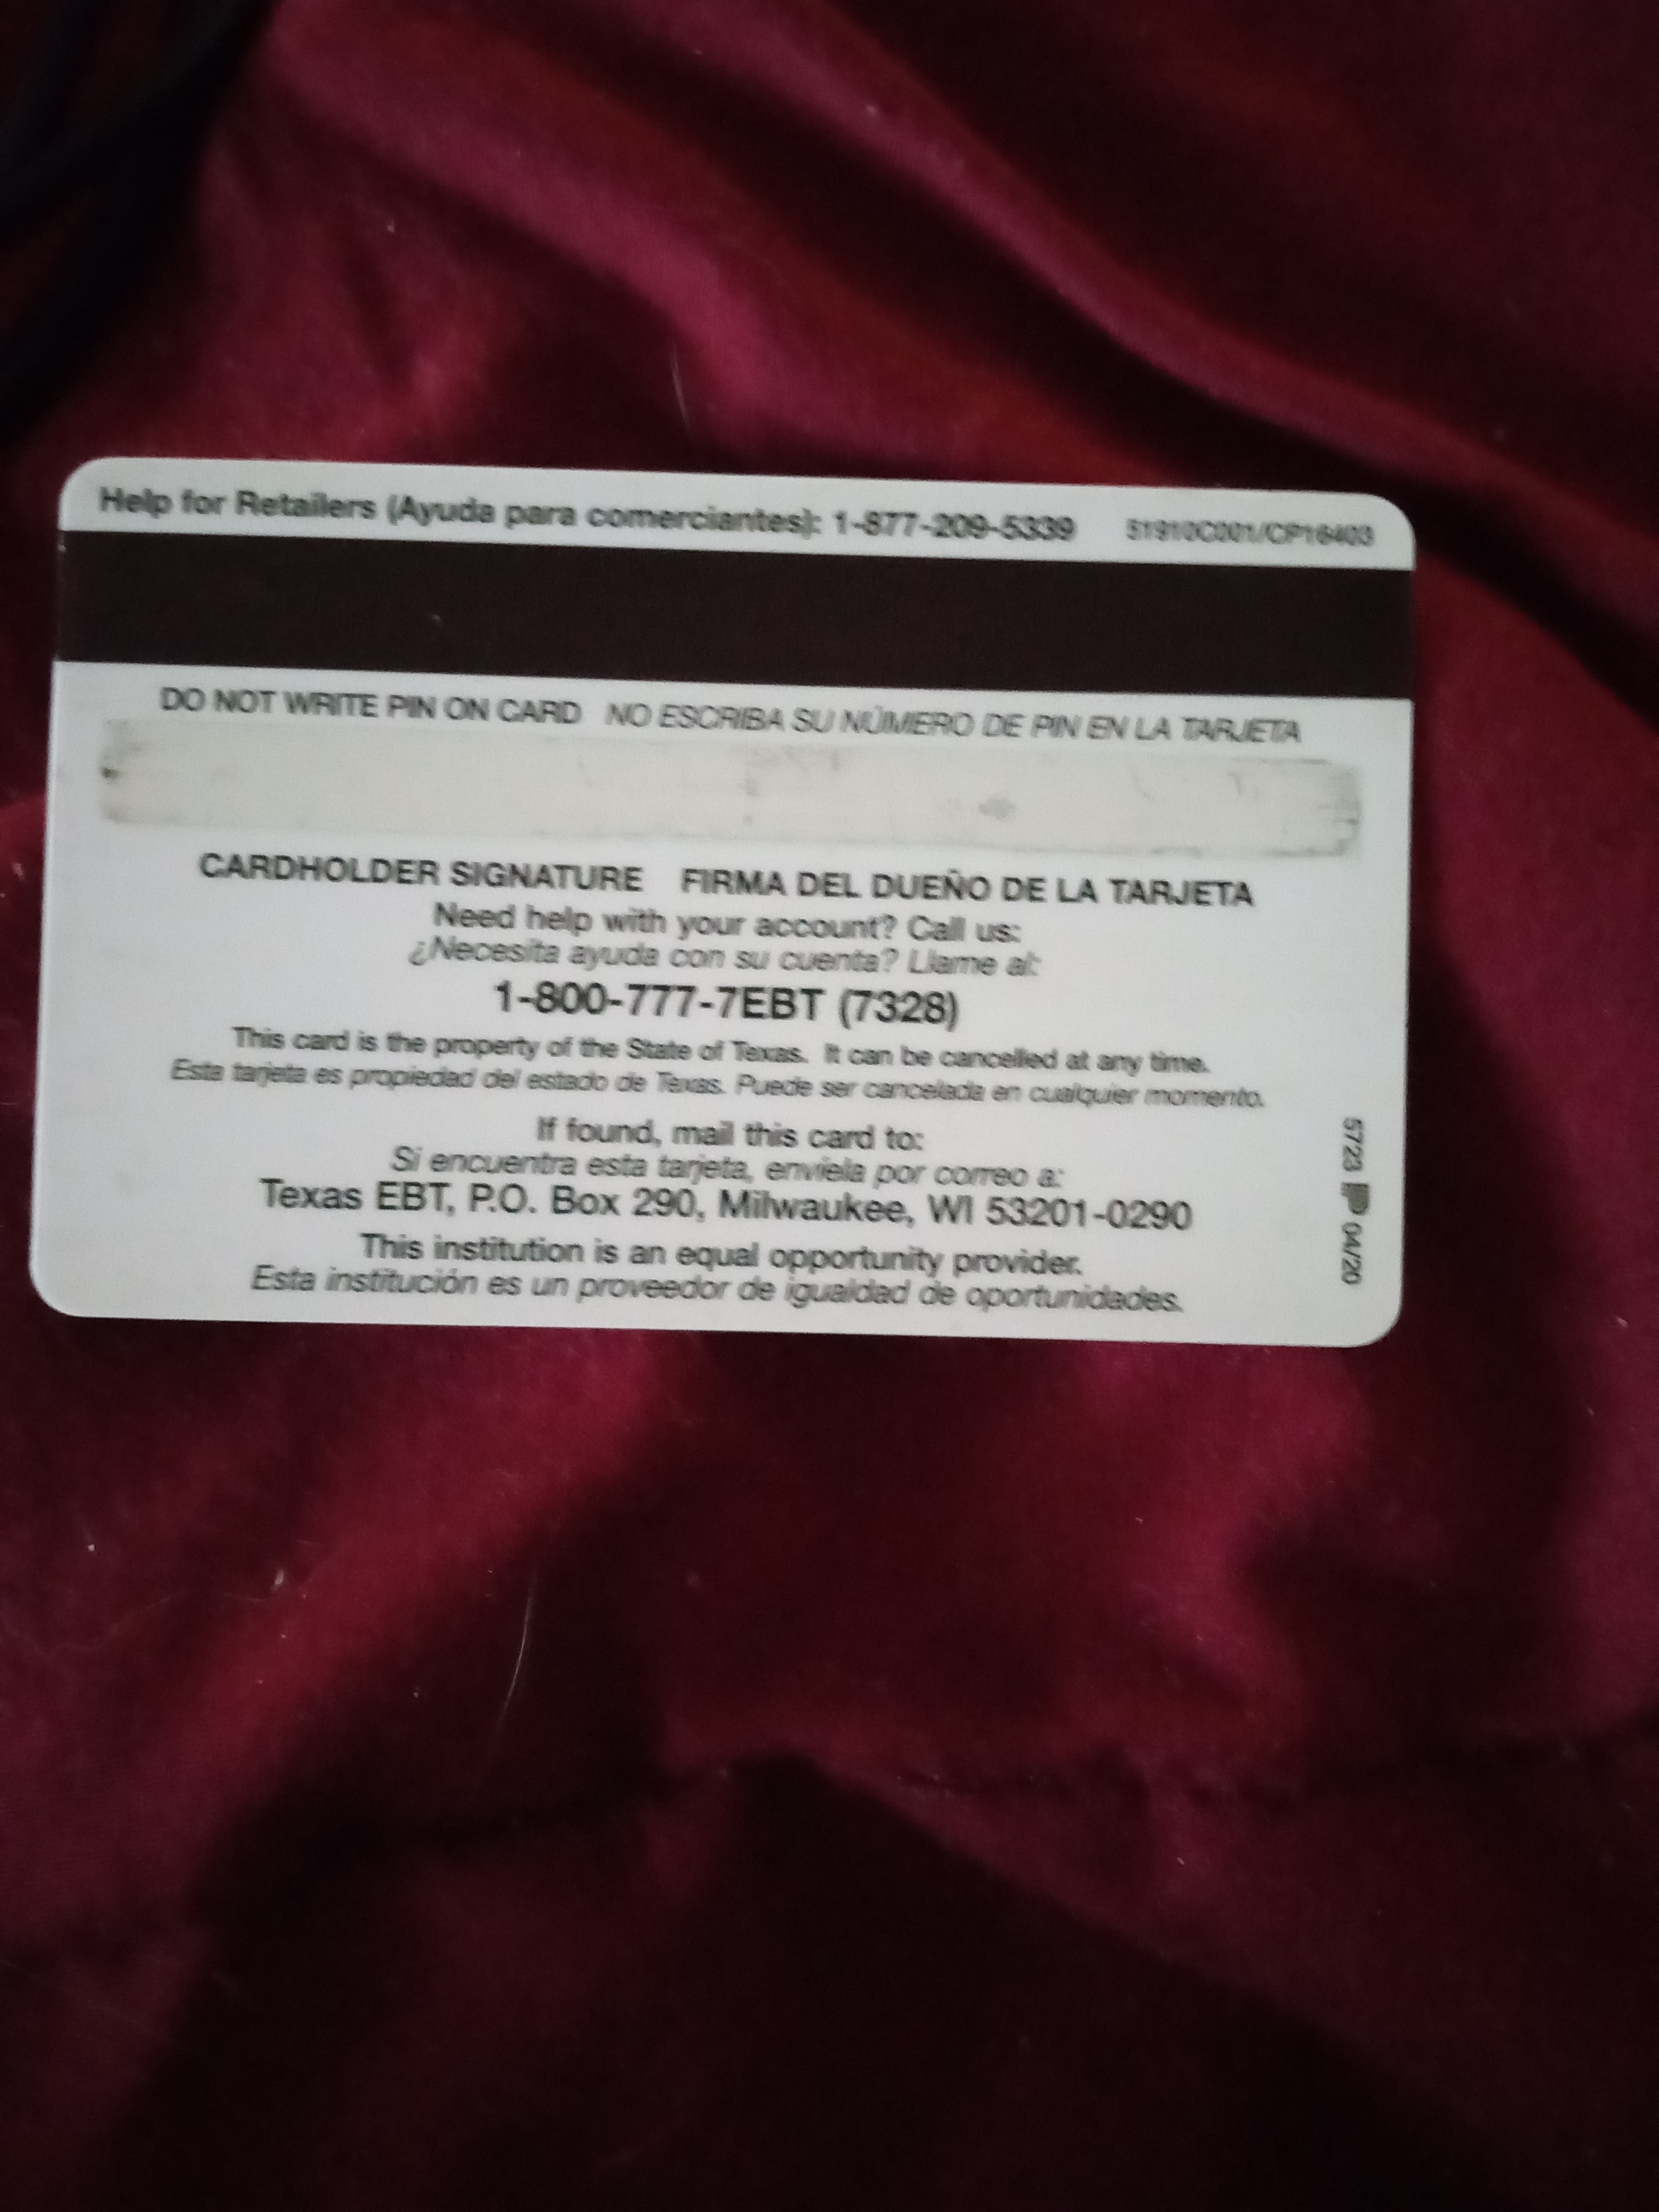 Help for Retailers (Ayuda para comerciantes): 1-877-209-5339 51910C001/CP16403
DO NOT WRITE PIN ON CARD NO ESCRIBA SU NÚMERO DE PIN EN LA TARJETA
CARDHOLDER SIGNATURE FIRMA DEL DUEÑO DE LA TARJETA
Need help with your account? Call us:
¿Necesita ayuda con su cuenta? Llame al:
1-800-777-7EBT (7328)
This card is the property of the State of Texas. It can be cancelled at any time.
Esta tarjeta es propiedad del estado de Texas. Puede ser cancelada en cualquier momento.
If found, mail this card to:
Si encuentra esta tarjeta, envíela por correo a:
Texas EBT, P.O. Box 290, Milwaukee, WI 53201-0290
This institution is an equal opportunity provider.
Esta institución es un proveedor de igualdad de oportunidades.
5723 04/20